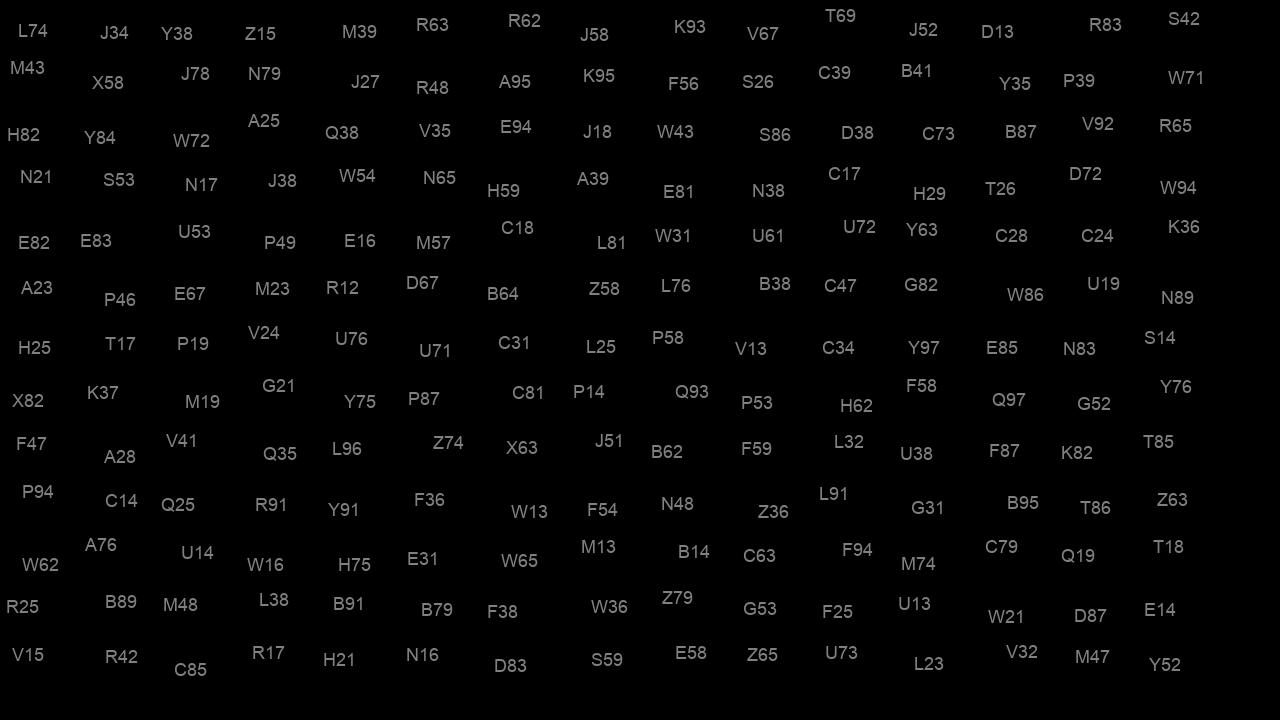 L74 J34 Y38 Z15 M39 R63 R62 J58 K93 V67 T69 J52 D13 R83 S42
M43 X58 J78 N79 J27 R48 A95 K95 F56 S26 C39 B41 Y35 P39 W71
H82 Y84 W72 A25 Q38 V35 E94 J18 W43 S86 D38 C73 B87 V92 R65
N21 S53 N17 J38 W54 N65 H59 A39 E81 N38 C17 H29 T26 D72 W94
E82 E83 U53 P49 E16 M57 C18 L81 W31 U61 U72 Y63 C28 C24 K36
A23 P46 E67 M23 R12 D67 B64 Z58 L76 B38 C47 G82 W86 U19 N89
H25 T17 P19 V24 U76 U71 C31 L25 P58 V13 C34 Y97 E85 N83 S14
X82 K37 M19 G21 Y75 P87 C81 P14 Q93 P53 H62 F58 Q97 G52 Y76
F47 A28 V41 Q35 L96 Z74 X63 J51 B62 F59 L32 U38 F87 K82 T85
P94 C14 Q25 R91 Y91 F36 W13 F54 N48 Z36 L91 G31 B95 T86 Z63
W62 A76 U14 W16 H75 E31 W65 M13 B14 C63 F94 M74 C79 Q19 T18
R25 B89 M48 L38 B91 B79 F38 W36 Z79 G53 F25 U13 W21 D87 E14
V15 R42 C85 R17 H21 N16 D83 S59 E58 Z65 U73 L23 V32 M47 Y52